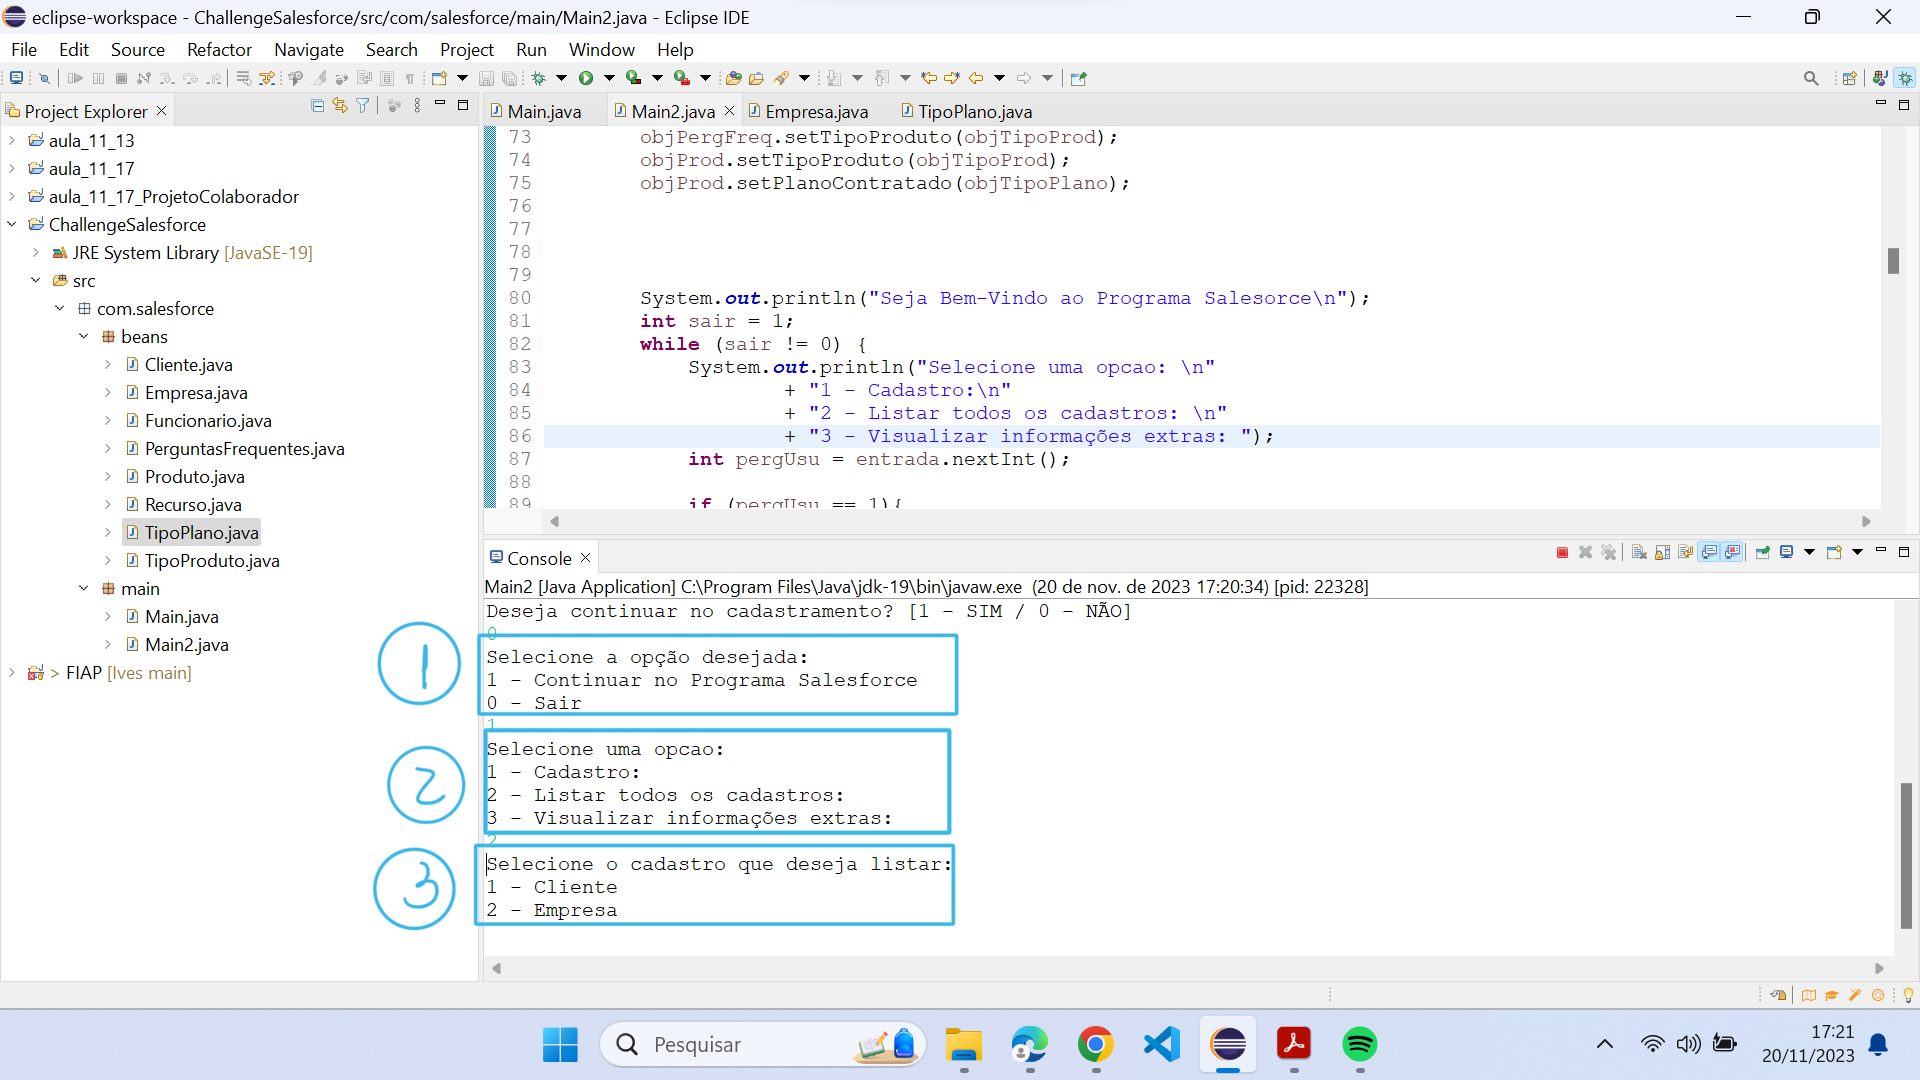 eclipse-workspace - ChallengeSalesforce/src/com/salesforce/main/Main2.java - Eclipse IDE
File Edit Source Refactor Navigate Search Project Run Window Help
Project Explorer
aula_11_13
aula_11_17
aula_11_17_ProjetoColaborador
ChallengeSalesforce
JRE System Library [JavaSE-19]
src
com.salesforce
beans
Cliente.java
Empresa.java
Funcionario.java
PerguntasFrequentes.java
Produto.java
Recurso.java
TipoPlano.java
TipoProduto.java
main
Main.java
Main2.java
> FIAP [Ives main]
Main.java Main2.java Empresa.java TipoPlano.java
73 objPergFreq.setTipoProduto(objTipoProd);
74 objProd.setTipoProduto(objTipoProd);
75 objProd.setPlanoContratado(objTipoPlano);
76
77
78
79
80 System.out.println("Seja Bem-Vindo ao Programa Salesorce\n");
81 int sair = 1;
82 while (sair != 0) {
83 System.out.println("Selecione uma opcao: \n"
84 + "1 - Cadastro:\n"
85 + "2 - Listar todos os cadastros: \n"
86 + "3 - Visualizar informações extras: ");
87 int pergUsu = entrada.nextInt();
88
89 if (pergUsu == 1){
Console
Main2 [Java Application] C:\Program Files\Java\jdk-19\bin\javaw.exe (20 de nov. de 2023 17:20:34) [pid: 22328]
Deseja continuar no cadastramento? [1 - SIM / 0 - NÃO]
0
1
Selecione a opção desejada:
1 - Continuar no Programa Salesforce
0 - Sair
1
2
Selecione uma opcao:
1 - Cadastro:
2 - Listar todos os cadastros:
3 - Visualizar informações extras:
2
3
Selecione o cadastro que deseja listar:
1 - Cliente
2 - Empresa
Pesquisar
17:21
20/11/2023